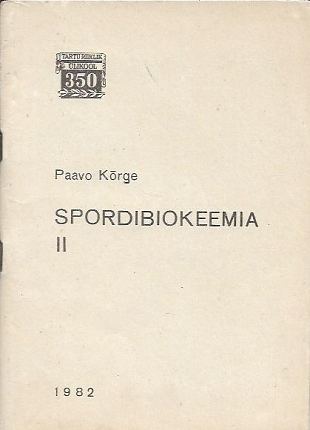 TARTU RIIKLIK
ÜLIKOOL
350
Paavo Kõrge
SPORDIBIOKEEMIA
II
1982